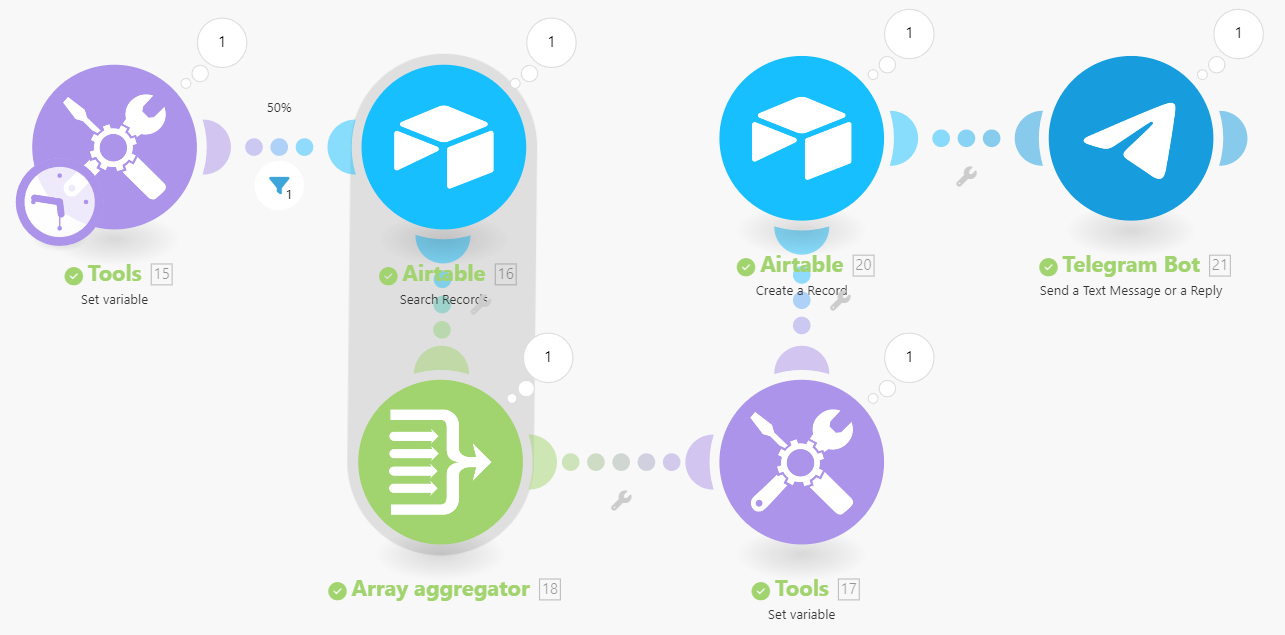 1
50%
1
Tools 15
Set variable
1
Airtable 16
Search Records
1
Array aggregator 18
1
Tools 17
Set variable
1
Airtable 20
Create a Record
1
Telegram Bot 21
Send a Text Message or a Reply